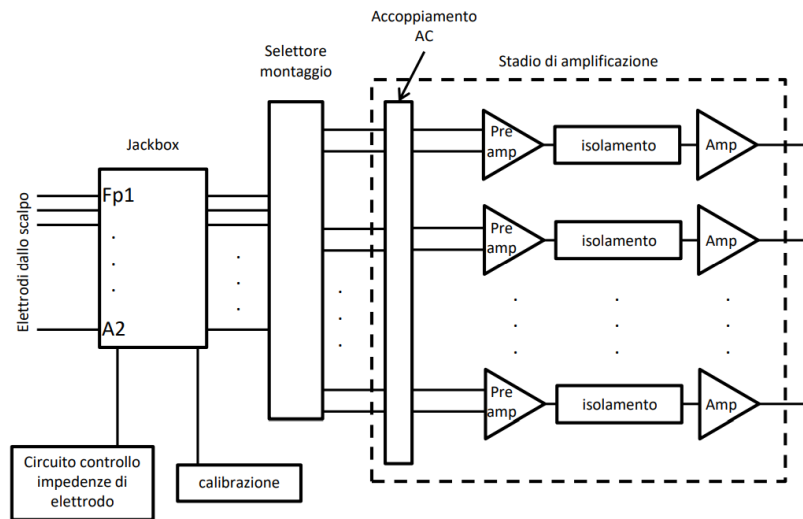 Accoppiamento
AC
Selettore
montaggio
Stadio di amplificazione
Jackbox
Elettrodi dallo scalpo
Fp1
A2
Pre
amp
isolamento
Amp
Pre
amp
isolamento
Amp
Pre
amp
isolamento
Amp
Circuito controllo
impedenze di
elettrodo
calibrazione